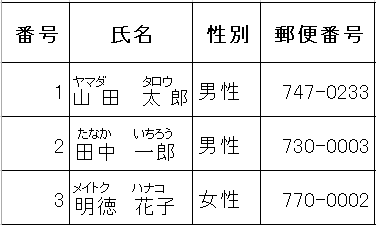 番号 氏名 性別 郵便番号
ヤマダ タロウ
1 山田 太郎 男性 747-0233
たなか いちろう
2 田中 一郎 男性 730-0003
メイトク ハナコ
3 明徳 花子 女性 770-0002